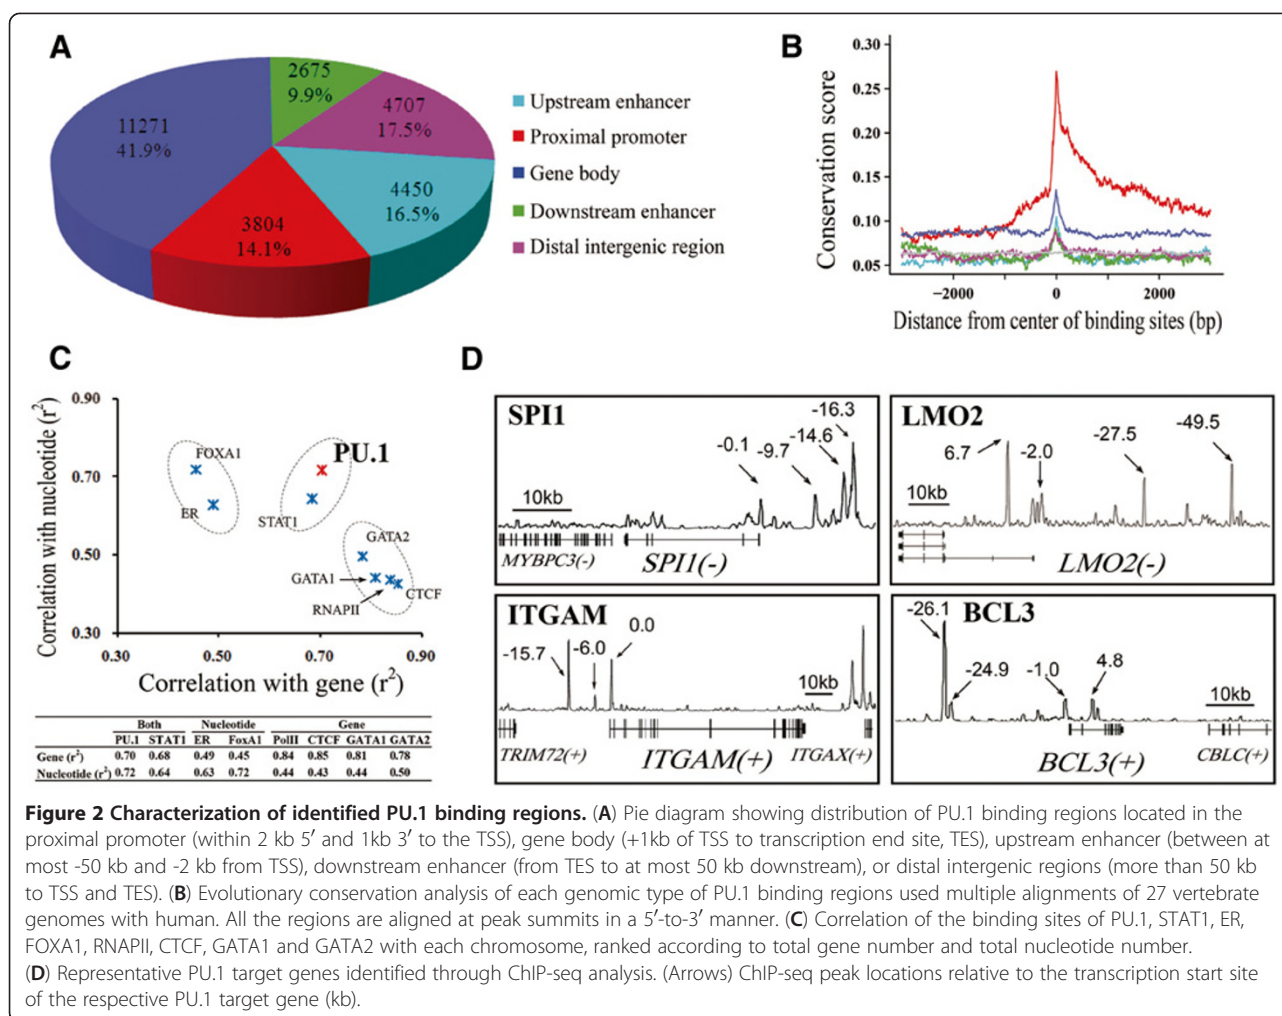 A
2675
9.9%
4707
17.5%
11271
41.9%
4450
16.5%
3804
14.1%
Upstream enhancer
Proximal promoter
Gene body
Downstream enhancer
Distal intergenic region
B
Conservation score
0.30
0.25
0.20
0.15
0.10
0.05
−2000
0
2000
Distance from center of binding sites (bp)
C
Correlation with nucleotide (r2)
0.90
0.70
0.50
0.30
0.30
0.50
0.70
0.90
FOXA1
ER
PU.1
STAT1
GATA2
GATA1
RNAPII
CTCF
Correlation with gene (r2)
Both Nucleotide Gene
PU.1 STAT1 ER FoxA1 PolII CTCF GATA1 GATA2
Gene (r2) 0.70 0.68 0.49 0.45 0.84 0.85 0.81 0.78
Nucleotide (r2) 0.72 0.64 0.63 0.72 0.44 0.43 0.44 0.50
D
SPI1
-16.3
-14.6
-0.1
-9.7
10kb
MYBPC3(-)
SPI1(-)
LMO2
-49.5
-27.5
6.7
-2.0
10kb
LMO2(-)
ITGAM
0.0
-6.0
-15.7
10kb
TRIM72(+)
ITGAM(+)
ITGAX(+)
BCL3
-26.1
-24.9
-1.0
4.8
10kb
BCL3(+)
CBLC(+)
Figure 2 Characterization of identified PU.1 binding regions. (A) Pie diagram showing distribution of PU.1 binding regions located in the
proximal promoter (within 2 kb 5′ and 1kb 3′ to the TSS), gene body (+1kb of TSS to transcription end site, TES), upstream enhancer (between at
most -50 kb and -2 kb from TSS), downstream enhancer (from TES to at most 50 kb downstream), or distal intergenic regions (more than 50 kb
to TSS and TES). (B) Evolutionary conservation analysis of each genomic type of PU.1 binding regions used multiple alignments of 27 vertebrate
genomes with human. All the regions are aligned at peak summits in a 5′-to-3′ manner. (C) Correlation of the binding sites of PU.1, STAT1, ER,
FOXA1, RNAPII, CTCF, GATA1 and GATA2 with each chromosome, ranked according to total gene number and total nucleotide number.
(D) Representative PU.1 target genes identified through ChIP-seq analysis. (Arrows) ChIP-seq peak locations relative to the transcription start site
of the respective PU.1 target gene (kb).